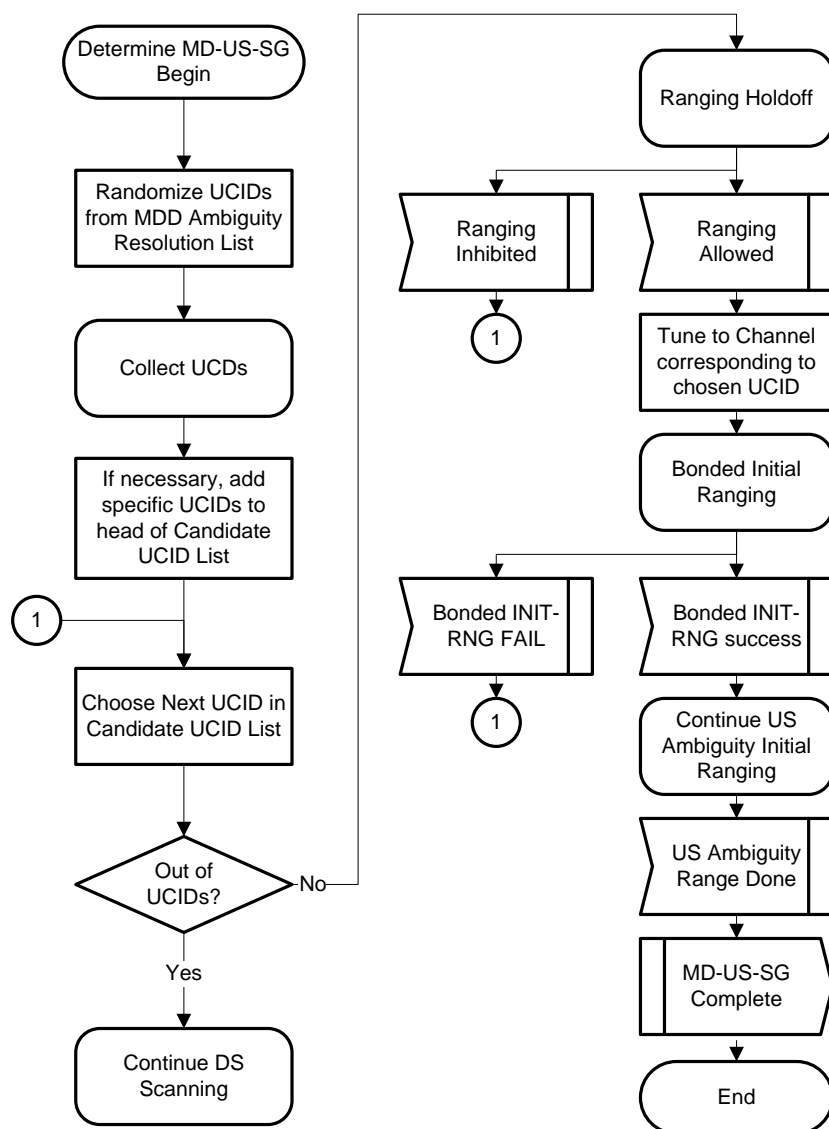 Determine MD-US-SG
Begin
Randomize UCIDs
from MDD Ambiguity
Resolution List
Collect UCDs
If necessary, add
specific UCIDs to
head of Candidate
UCID List
1
Choose Next UCID in
Candidate UCID List
Out of
UCIDs?
No
Yes
Continue DS
Scanning
Ranging Holdoff
Ranging
Inhibited
Ranging
Allowed
1
Tune to Channel
corresponding to
chosen UCID
Bonded Initial
Ranging
Bonded INIT-
RNG FAIL
Bonded INIT-
RNG success
1
Continue US
Ambiguity Initial
Ranging
US Ambiguity
Range Done
MD-US-SG
Complete
End